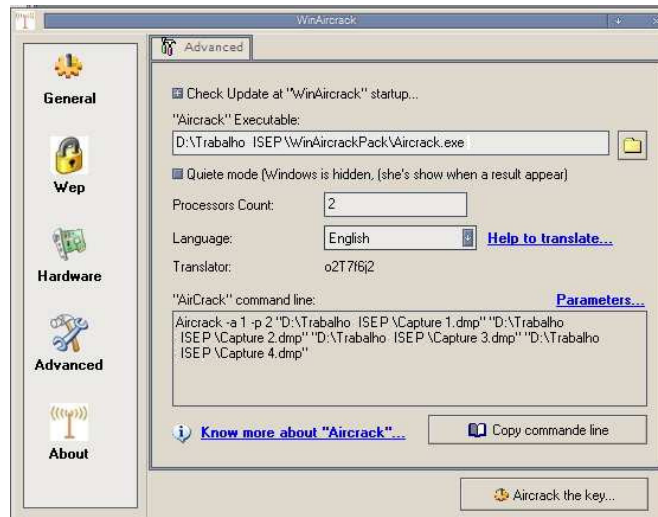 WinAircrack
General
Wep
Hardware
Advanced
About
Advanced
Check Update at "WinAircrack" startup...
"Aircrack" Executable:
D:\Trabalho ISEP\WinAircrackPack\Aircrack.exe
Quiete mode (Windows is hidden, (she's show when a result appear)
Processors Count: 2
Language: English Help to translate...
Translator: o2T7f6j2
"AirCrack" command line: Parameters...
Aircrack -a 1 -p 2 "D:\Trabalho ISEP\Capture 1.dmp" "D:\Trabalho
ISEP\Capture 2.dmp" "D:\Trabalho ISEP\Capture 3.dmp" "D:\Trabalho
ISEP\Capture 4.dmp"
Know more about "Aircrack"... Copy commande line
Aircrack the key...